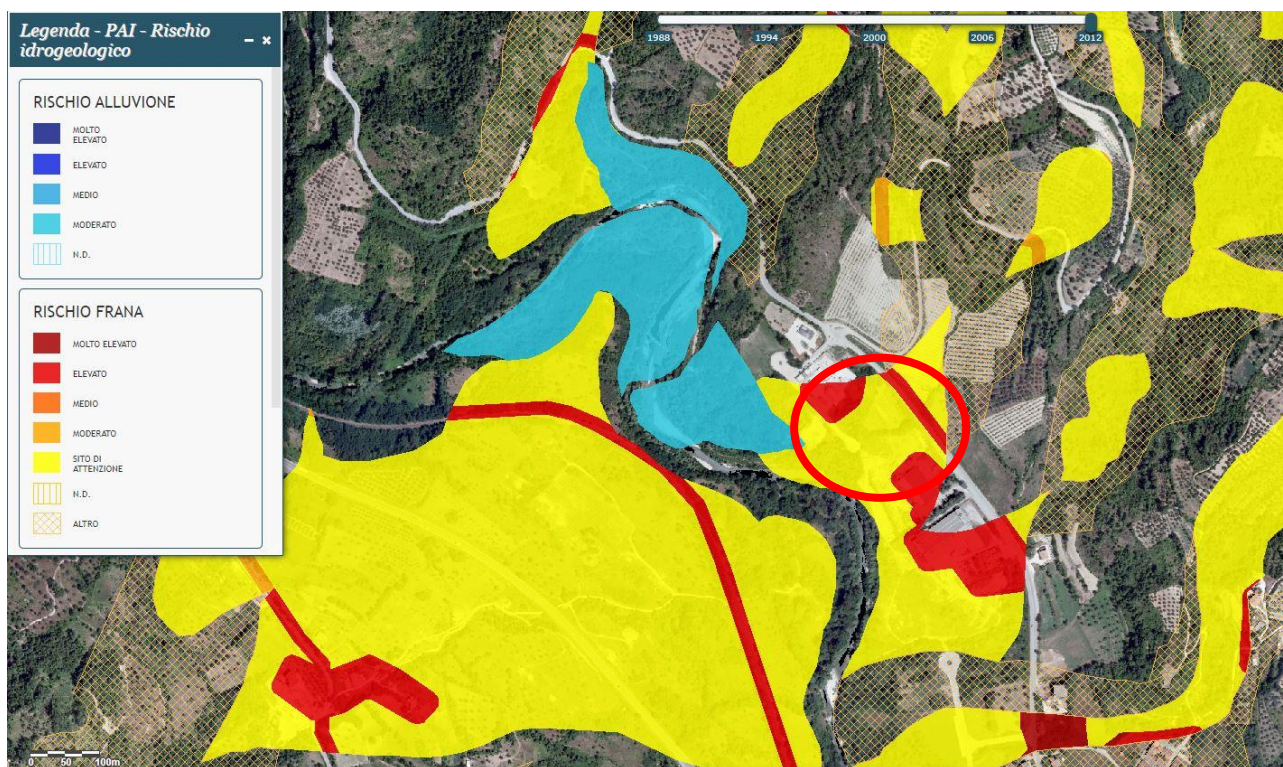 Legenda - PAI - Rischio
idrogeologico
- ×
1988 1994 2000 2006 2012
RISCHIO ALLUVIONE
MOLTO
ELEVATO
ELEVATO
MEDIO
MODERATO
N.D.
RISCHIO FRANA
MOLTO ELEVATO
ELEVATO
MEDIO
MODERATO
SITO DI
ATTENZIONE
N.D.
ALTRO
0 50 100m